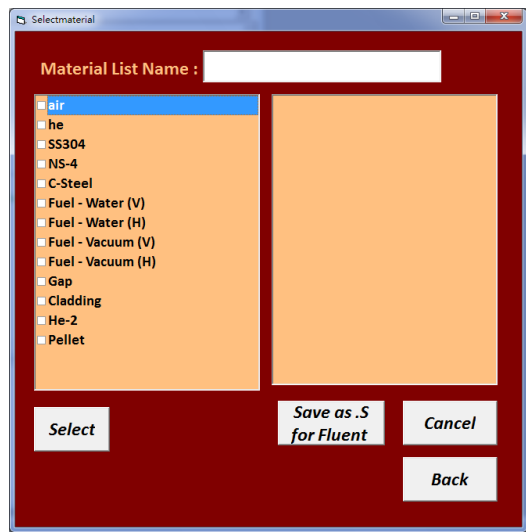 Selectmaterial
Material List Name :
air
he
SS304
NS-4
C-Steel
Fuel - Water (V)
Fuel - Water (H)
Fuel - Vacuum (V)
Fuel - Vacuum (H)
Gap
Cladding
He-2
Pellet
Select
Save as .S
for Fluent
Cancel
Back